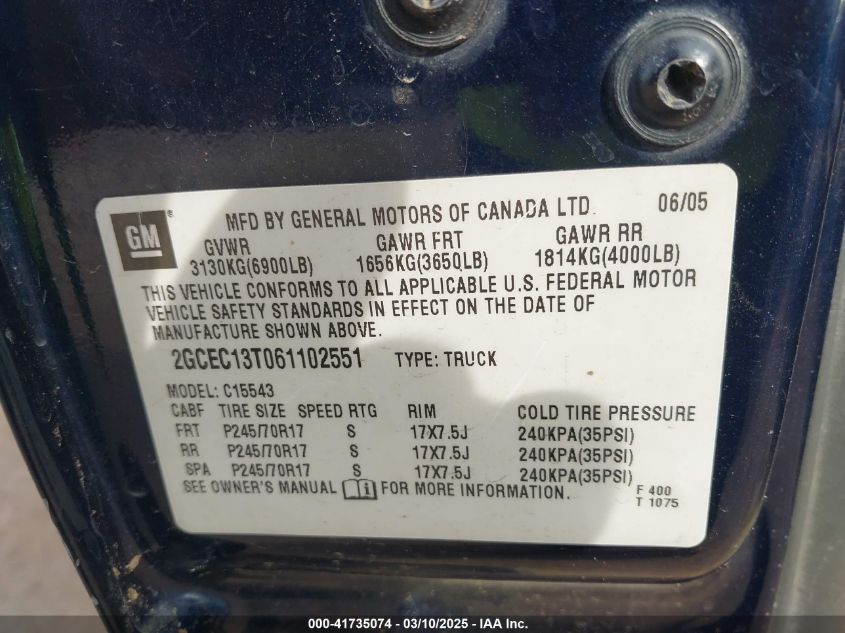 GM ®
MFD BY GENERAL MOTORS OF CANADA LTD. 06/05
GVWR GAWR FRT GAWR RR
3130KG(6900LB) 1656KG(3650LB) 1814KG(4000LB)
THIS VEHICLE CONFORMS TO ALL APPLICABLE U.S. FEDERAL MOTOR
VEHICLE SAFETY STANDARDS IN EFFECT ON THE DATE OF
MANUFACTURE SHOWN ABOVE.
2GCEC13T061102551 TYPE: TRUCK
MODEL: C15543
CABF TIRE SIZE SPEED RTG RIM COLD TIRE PRESSURE
FRT P245/70R17 S 17X7.5J 240KPA(35PSI)
RR P245/70R17 S 17X7.5J 240KPA(35PSI)
SPA P245/70R17 S 17X7.5J 240KPA(35PSI)
SEE OWNER'S MANUAL FOR MORE INFORMATION.
F 400
T 1075
000-41735074 — 03/10/2025 - IAA Inc.